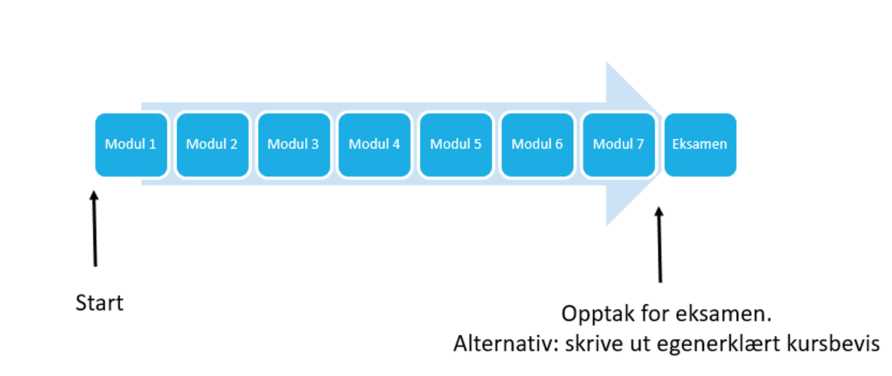 Modul 1
Modul 2
Modul 3
Modul 4
Modul 5
Modul 6
Modul 7
Eksamen
Start
Opptak for eksamen.
Alternativ: skrive ut egenerklært kursbevis